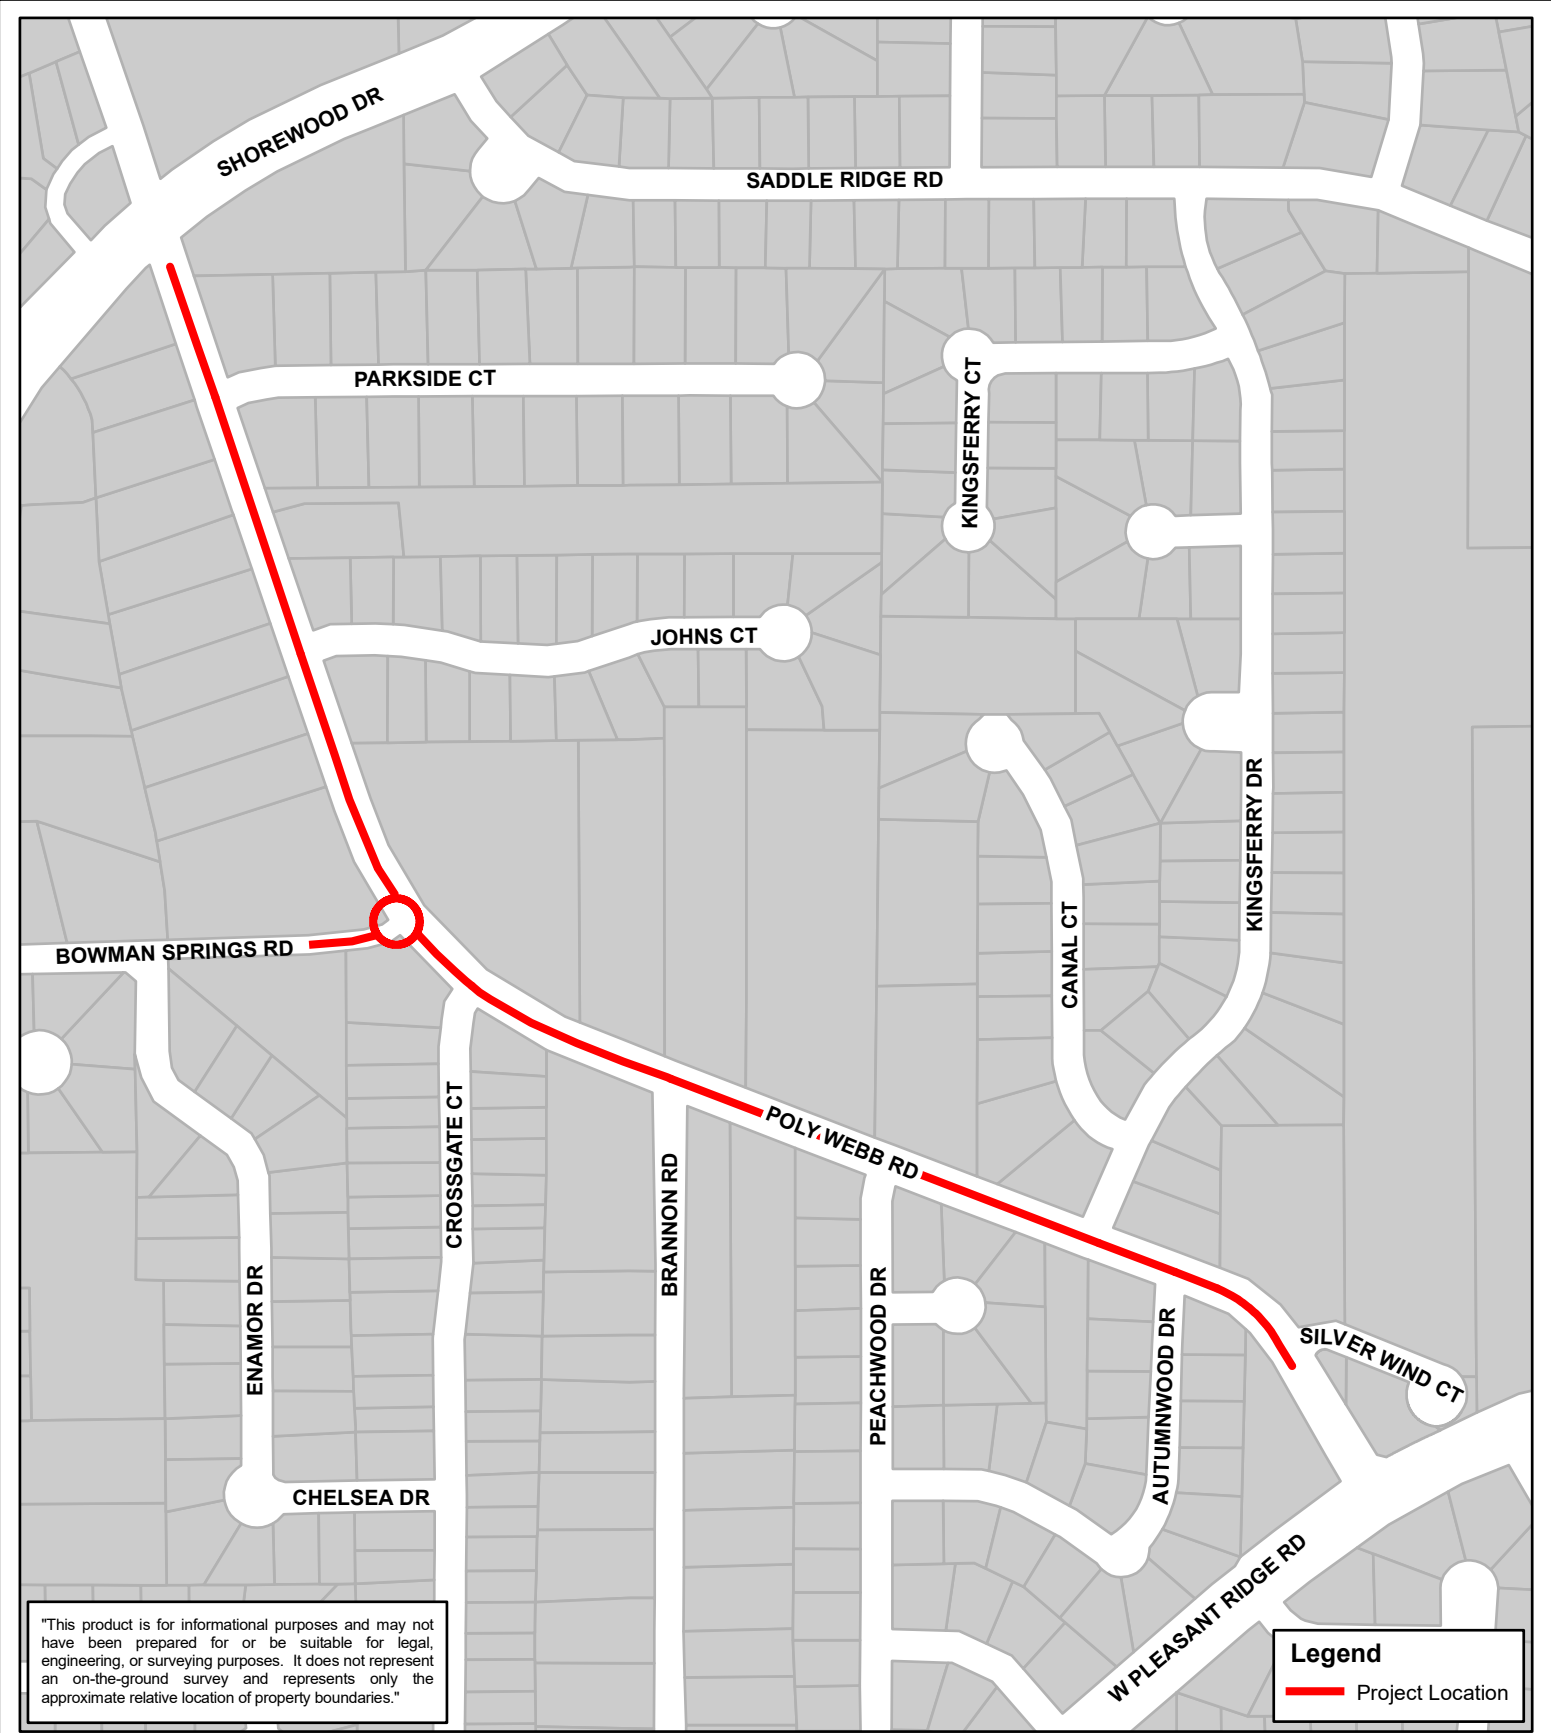 SHOREWOOD DR
SADDLE RIDGE RD
PARKSIDE CT
KINGSFERRY CT
JOHNS CT
KINGSFERRY DR
BOWMAN SPRINGS RD
CANAL CT
CROSSGATE CT
POLY WEBB RD
BRANNON RD
ENAMOR DR
PEACHWOOD DR
AUTUMNWOOD DR
SILVER WIND CT
CHELSEA DR
W PLEASANT RIDGE RD
"This product is for informational purposes and may not
have been prepared for or be suitable for legal,
engineering, or surveying purposes. It does not represent
an on-the-ground survey and represents only the
approximate relative location of property boundaries."
Legend
Project Location